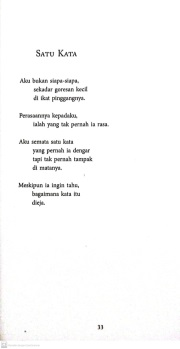 SATU KATA
Aku bukan siapa-siapa,
sekadar goresan kecil
di ikat pinggangnya.
Perasaannya kepadaku,
ialah yang tak pernah ia rasa.
Aku semata satu kata
yang pernah ia dengar
tapi tak pernah tampak
di matanya.
Meskipun ia ingin tahu,
bagaimana kata itu
dieja.
33